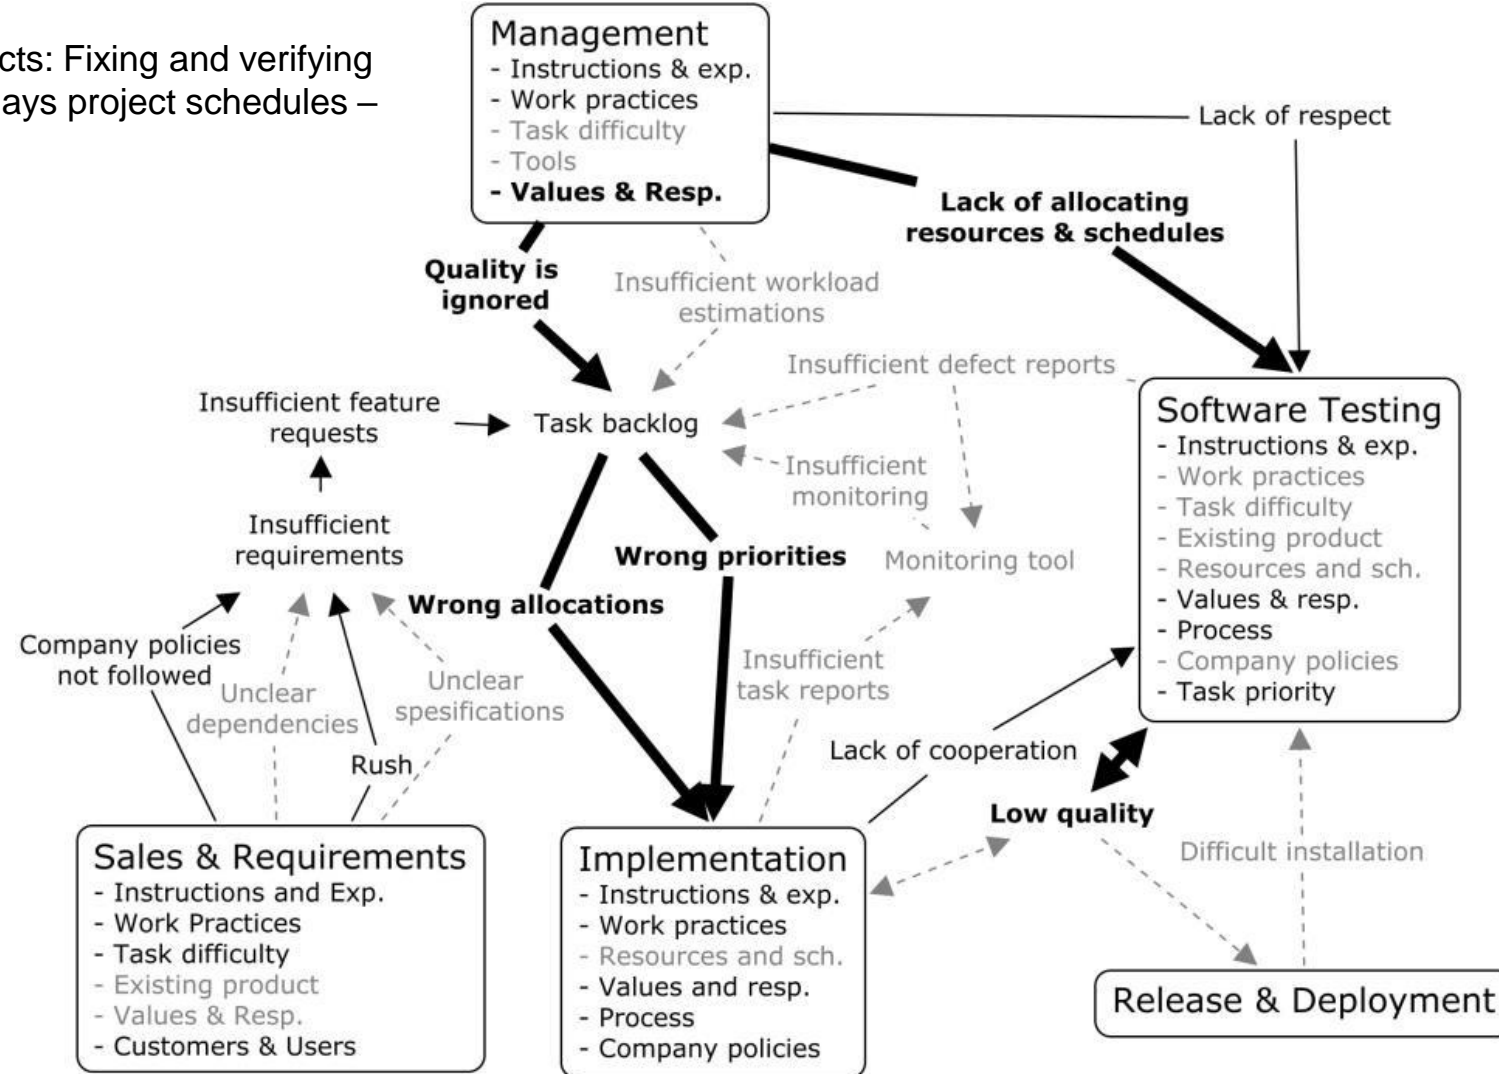 cts: Fixing and verifying
ays project schedules –
Management
- Instructions & exp.
- Work practices
- Task difficulty
- Tools
- Values & Resp.
Lack of respect
Lack of allocating
resources & schedules
Quality is
ignored
Insufficient workload
estimations
Insufficient defect reports
Insufficient feature
requests
Task backlog
Insufficient
monitoring
Software Testing
- Instructions & exp.
- Work practices
- Task difficulty
- Existing product
- Resources and sch.
- Values & resp.
- Process
- Company policies
- Task priority
Insufficient
requirements
Wrong priorities
Monitoring tool
Wrong allocations
Company policies
not followed
Unclear
dependencies
Rush
Unclear
spesifications
Insufficient
task reports
Lack of cooperation
Low quality
Difficult installation
Sales & Requirements
- Instructions and Exp.
- Work Practices
- Task difficulty
- Existing product
- Values & Resp.
- Customers & Users
Implementation
- Instructions & exp.
- Work practices
- Resources and sch.
- Values and resp.
- Process
- Company policies
Release & Deployment